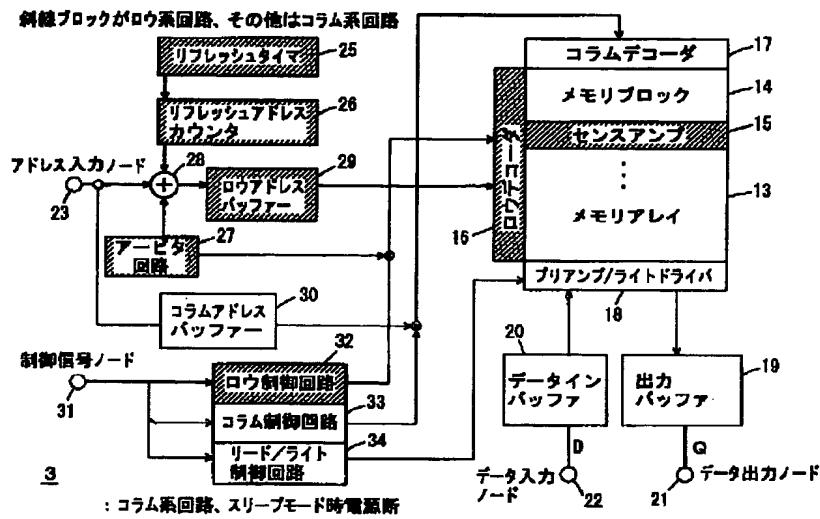 斜線ブロックがロウ系回路、その他はコラム系回路
リフレッシュタイマ
25
リフレッシュアドレス
カウンタ
26
アドレス入力ノード
23
28
ロウアドレス
バッファー
29
アービタ
回路
27
コラムアドレス
バッファー
30
制御信号ノード
31
ロウ制御回路
32
コラム制御回路
33
リード/ライト
制御回路
34
コラムデコーダ
17
メモリブロック
14
センスアンプ
15
ロウデコーダ
16
メモリアレイ
13
プリアンプ/ライトドライバ
18
データイン
バッファ
20
出力
バッファ
19
D
Q
データ入力
ノード
22
データ出力ノード
21
3
:コラム系回路、スリープモード時電源断